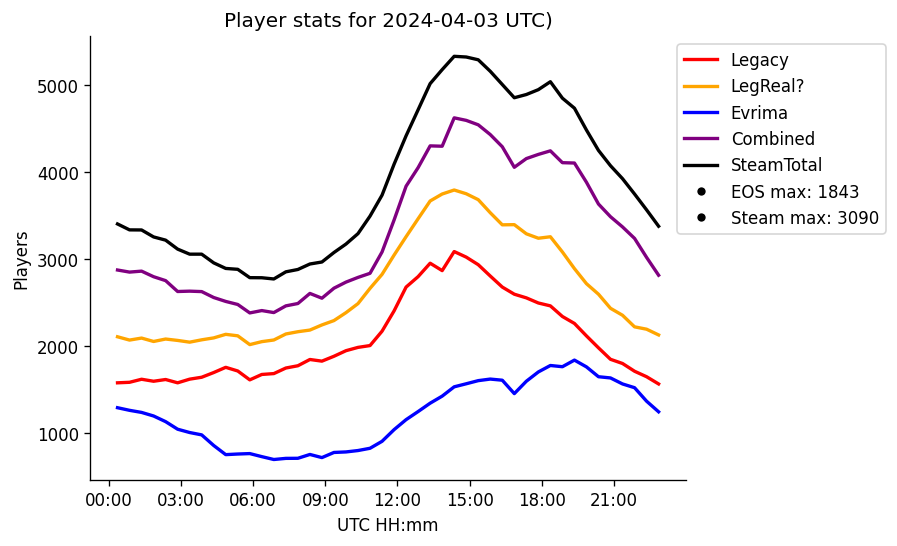 Player stats for 2024-04-03 UTC)
Legacy
LegReal?
Evrima
Combined
SteamTotal
EOS max: 1843
Steam max: 3090
Players
5000
4000
3000
2000
1000
00:00 03:00 06:00 09:00 12:00 15:00 18:00 21:00
UTC HH:mm